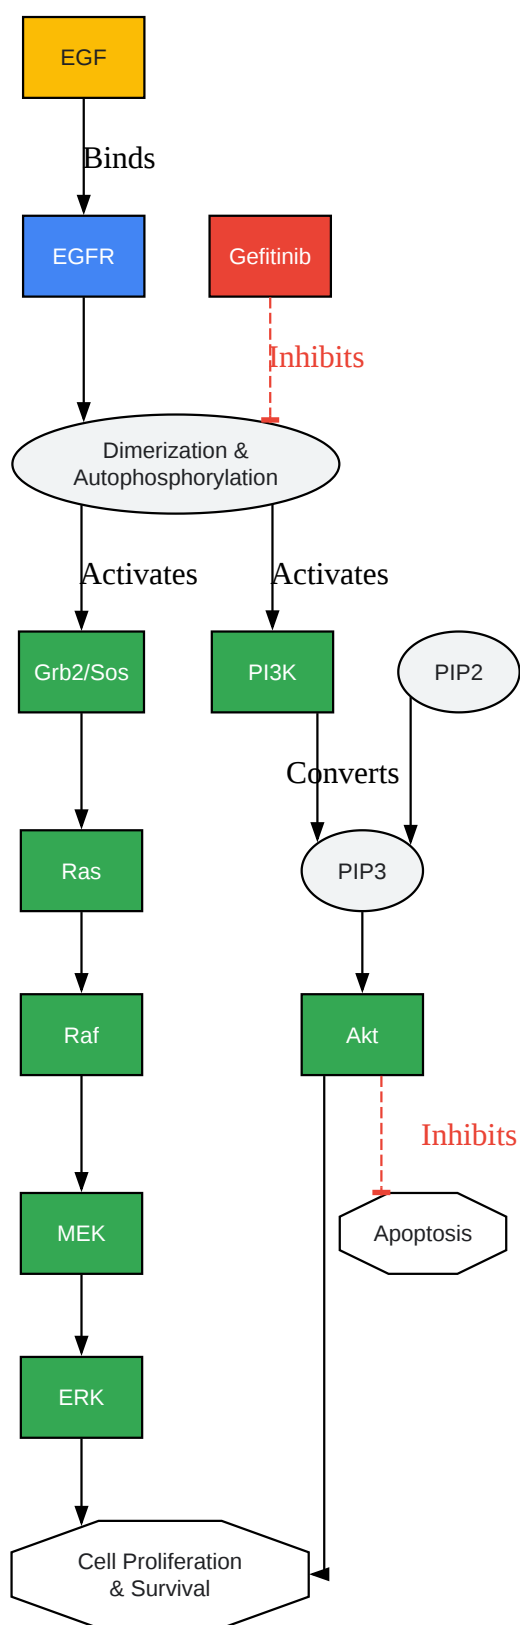 EGF
Binds
EGFR
Gefitinib
Inhibits
Dimerization &
Autophosphorylation
Activates
Activates
Grb2/Sos
PI3K
PIP2
Converts
Ras
PIP3
Raf
Akt
Inhibits
MEK
Apoptosis
ERK
Cell Proliferation
& Survival